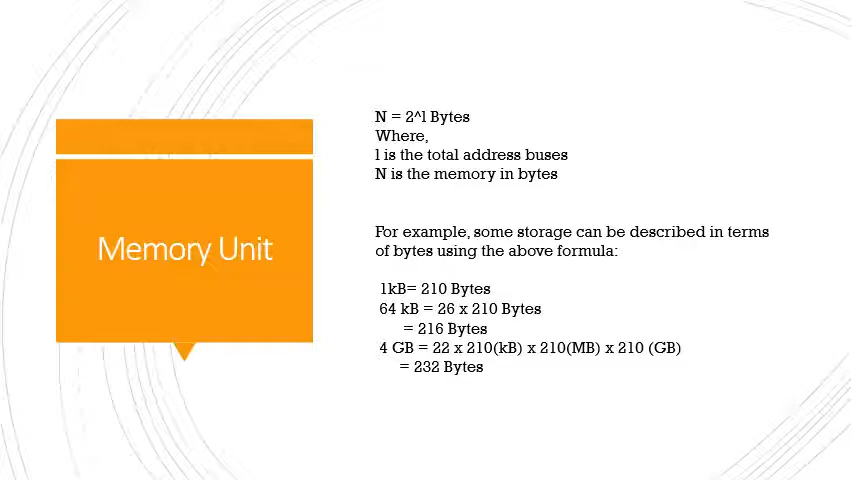 Memory Unit
N = 2^l Bytes
Where,
l is the total address buses
N is the memory in bytes
For example, some storage can be described in terms
of bytes using the above formula:
1kB= 210 Bytes
64 kB = 26 x 210 Bytes
= 216 Bytes
4 GB = 22 x 210(kB) x 210(MB) x 210 (GB)
= 232 Bytes